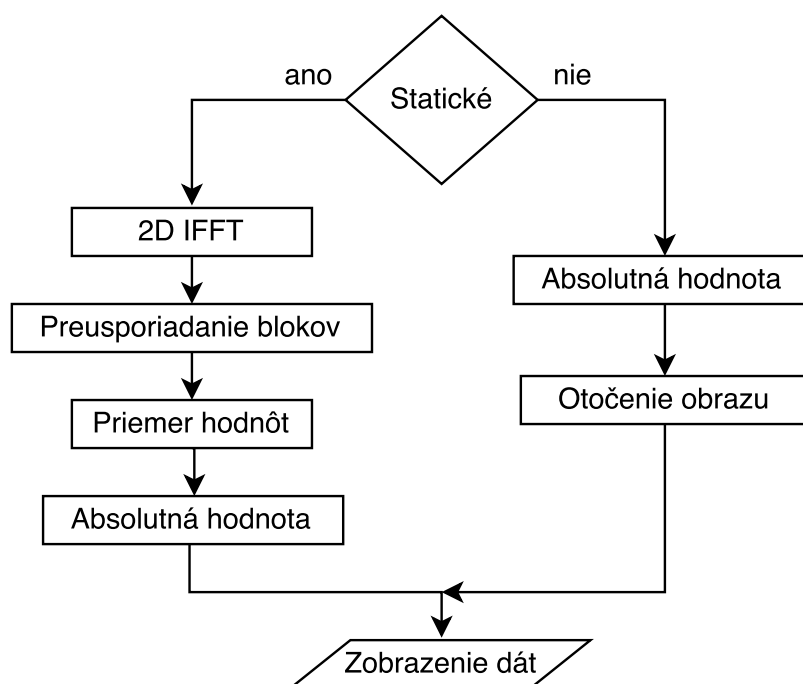 ano
nie
Statické
2D IFFT
Preusporiadanie blokov
Priemer hodnôt
Absolutná hodnota
Absolutná hodnota
Otočenie obrazu
Zobrazenie dát